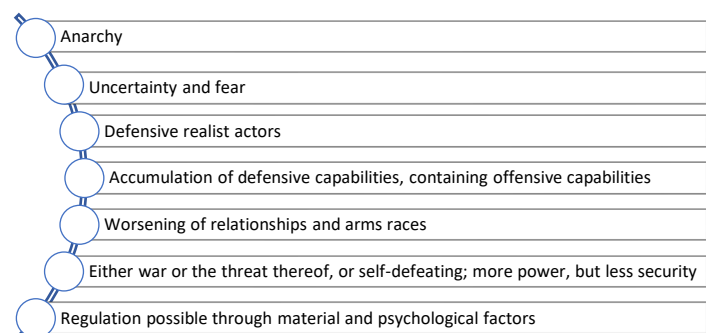 Anarchy
Uncertainty and fear
Defensive realist actors
Accumulation of defensive capabilities, containing offensive capabilities
Worsening of relationships and arms races
Either war or the threat thereof, or self-defeating; more power, but less security
Regulation possible through material and psychological factors